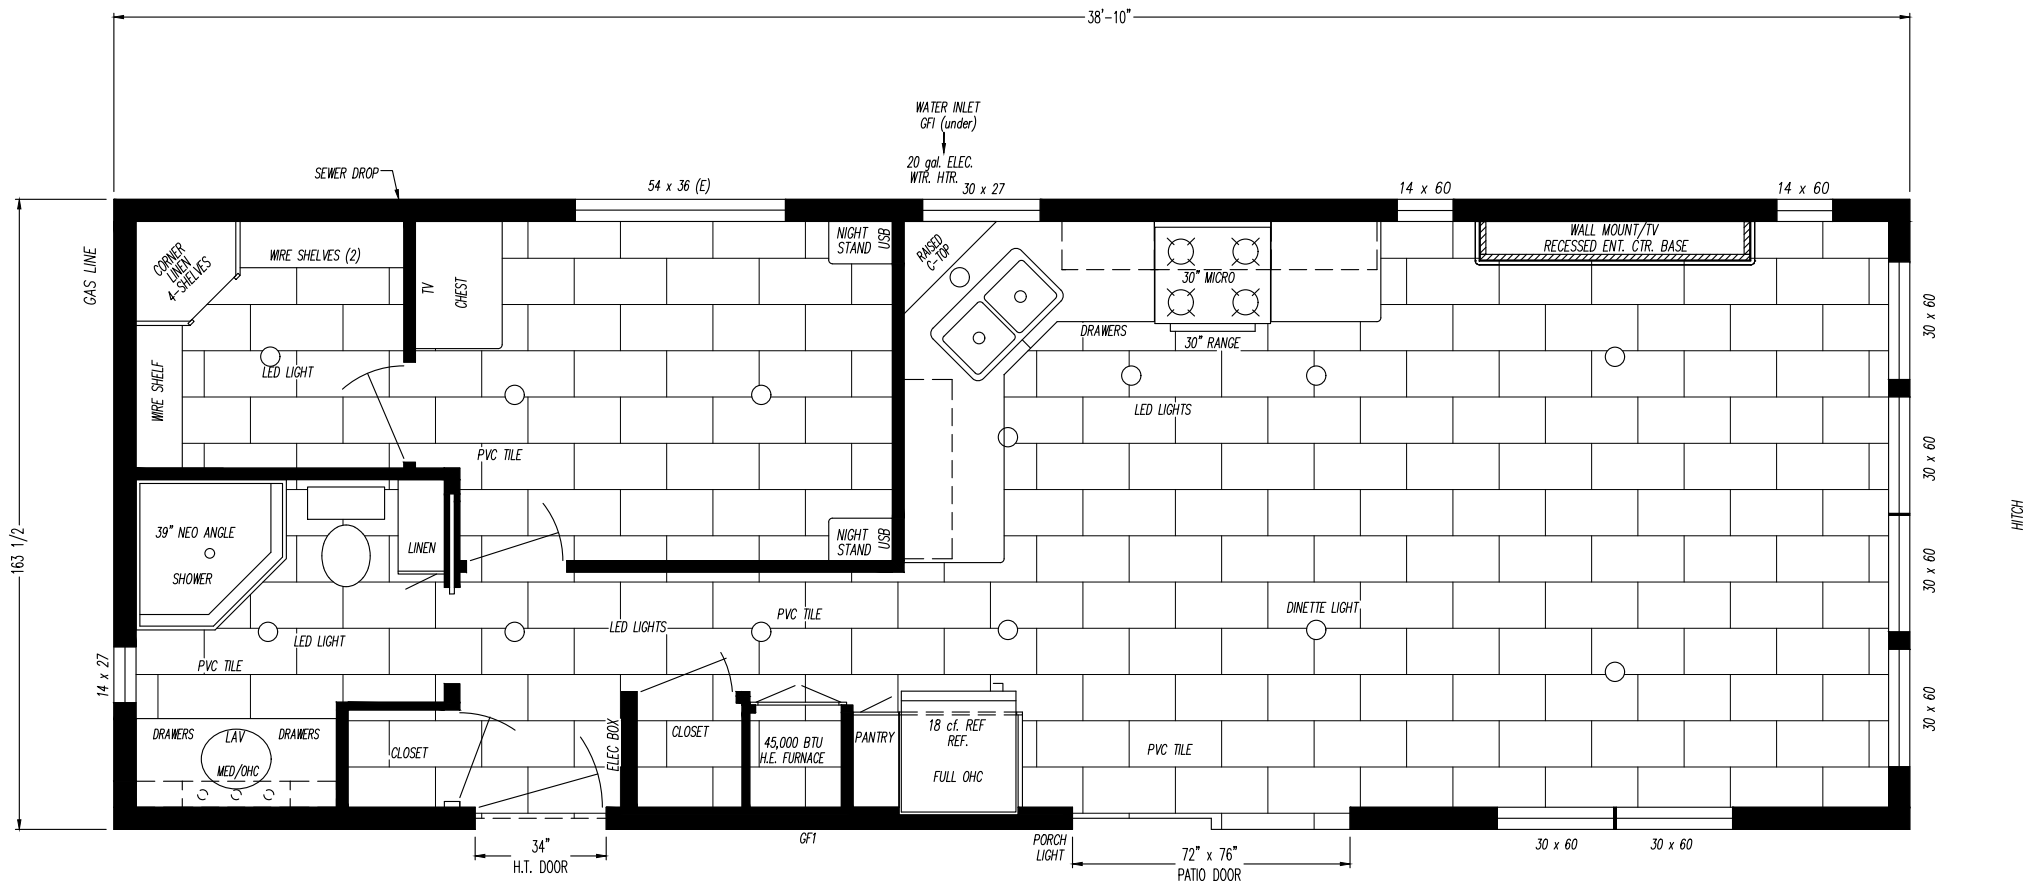 38'-10"
WATER INLET
GFI (under)
20 gal. ELEC.
WTR. HTR.
SEWER DROP
54 x 36 (E)
30 x 27
14 x 60
14 x 60
GAS LINE
CORNER
LINEN
4-SHELVES
WIRE SHELVES (2)
TV
CHEST
NIGHT
STAND
USB
RAISED
C-TOP
30" MICRO
DRAWERS
30" RANGE
WALL MOUNT/TV
RECESSED ENT. CTR. BASE
30 x 60
WIRE SHELF
LED LIGHT
LED LIGHTS
PVC TILE
30 x 60
163 1/2
39" NEO ANGLE
SHOWER
LINEN
NIGHT
STAND
USB
HITCH
30 x 60
DINETTE LIGHT
PVC TILE
LED LIGHTS
LED LIGHT
PVC TILE
14 x 27
30 x 60
DRAWERS
LAV
DRAWERS
MED/OHC
CLOSET
ELEC BOX
CLOSET
45,000 BTU
H.E. FURNACE
PANTRY
18 cf. REF
REF.
FULL OHC
PVC TILE
34"
H.T. DOOR
GF1
PORCH
LIGHT
72" x 76"
PATIO DOOR
30 x 60
30 x 60